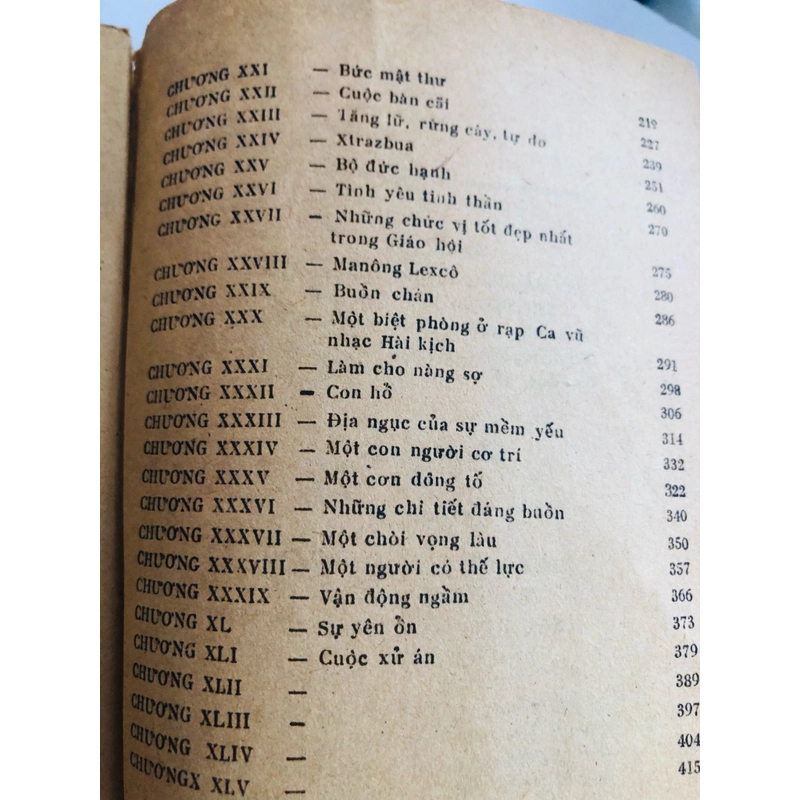 CHƯƠNG XXI — Bức mật thư 219
CHƯƠNG XXII — Cuộc bàn cãi 227
CHƯƠNG XXIII — Tăng lữ, rừng cây, tự do 239
CHƯƠNG XXIV — Xtrazbua 251
CHƯƠNG XXV — Bộ đức hạnh 260
CHƯƠNG XXVI — Tình yêu tinh thần 270
CHƯƠNG XXVII — Những chức vị tốt đẹp nhất
trong Giáo hội 275
CHƯƠNG XXVIII — Manông Lexcô 280
CHƯƠNG XXIX — Buồn chán 286
CHƯƠNG XXX — Một biệt phòng ở rạp Ca vũ
nhạc Hài kịch 291
CHƯƠNG XXXI — Làm cho nàng sợ 298
CHƯƠNG XXXII — Con hổ 306
CHƯƠNG XXXIII — Địa ngục của sự mềm yếu 314
CHƯƠNG XXXIV — Một con người cơ trí 332
CHƯƠNG XXXV — Một cơn dông tố 322
CHƯƠNG XXXVI — Những chi tiết đáng buồn 340
CHƯƠNG XXXVII — Một chòi vọng lâu 350
CHƯƠNG XXXVIII — Một người có thế lực 357
CHƯƠNG XXXIX — Vận động ngầm 366
CHƯƠNG XL — Sự yên ổn 373
CHƯƠNG XLI — Cuộc xử án 379
CHƯƠNG XLII — 389
CHƯƠNG XLIII — 397
CHƯƠNG XLIV — 404
CHƯƠNGX XLV — 415